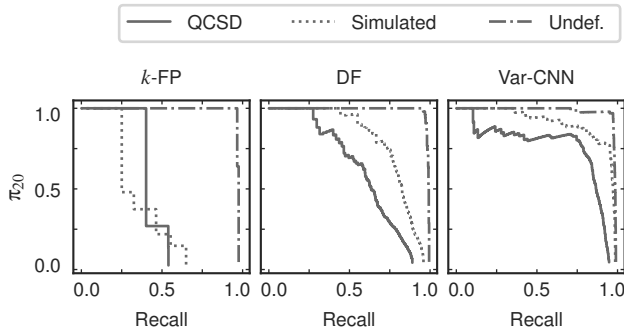 QCSD Simulated Undef.
k-FP DF Var-CNN
1.0
0.5
0.0
π20
0.0 0.5 1.0 0.0 0.5 1.0 0.0 0.5 1.0
Recall Recall Recall